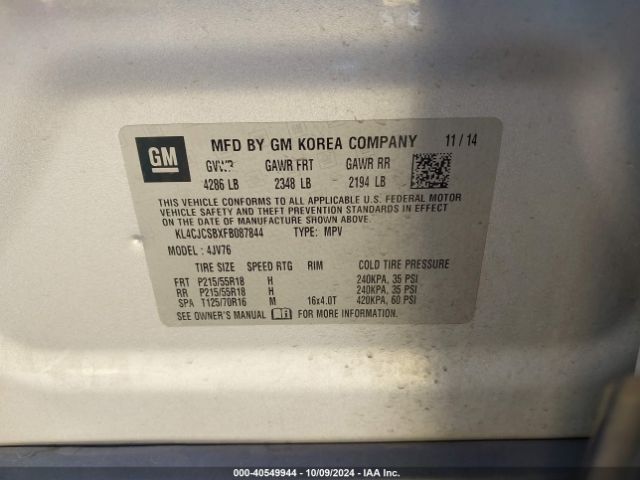 GM
MFD BY GM KOREA COMPANY 11/14
GVWR GAWR FRT GAWR RR
4286 LB 2348 LB 2194 LB
THIS VEHICLE CONFORMS TO ALL APPLICABLE U.S. FEDERAL MOTOR
VEHICLE SAFETY AND THEFT PREVENTION STANDARDS IN EFFECT
ON THE DATE OF MANUFACTURE SHOWN ABOVE.
KL4CJCSBXFB087844 TYPE: MPV
MODEL: 4JV76
TIRE SIZE SPEED RTG RIM COLD TIRE PRESSURE
FRT P215/55R18 H 240KPA, 35 PSI
RR P215/55R18 H 240KPA, 35 PSI
SPA T125/70R16 M 16x4.0T 420KPA, 60 PSI
SEE OWNER'S MANUAL FOR MORE INFORMATION.
000-40549944 - 10/09/2024 - IAA Inc.